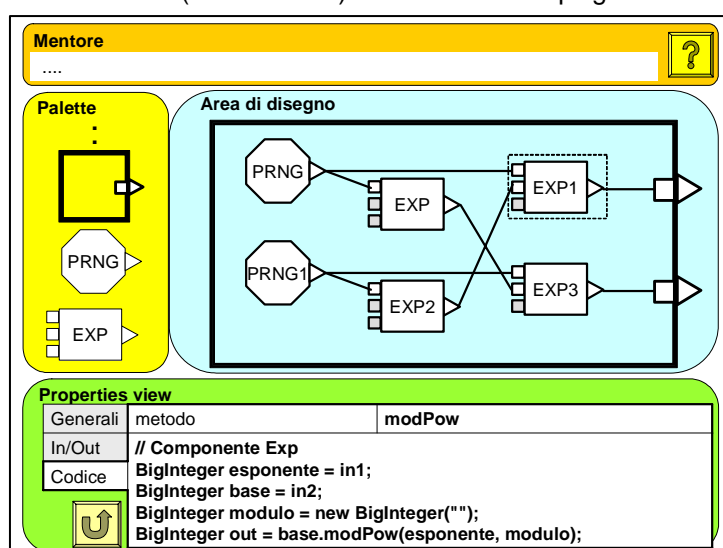 Mentore
....
?
Palette
:
PRNG
EXP
Area di disegno
PRNG
EXP
EXP1
PRNG1
EXP2
EXP3
Properties view
Generali metodo modPow
In/Out // Componente Exp
BigInteger esponente = in1;
Codice BigInteger base = in2;
BigInteger modulo = new BigInteger("");
BigInteger out = base.modPow(esponente, modulo);